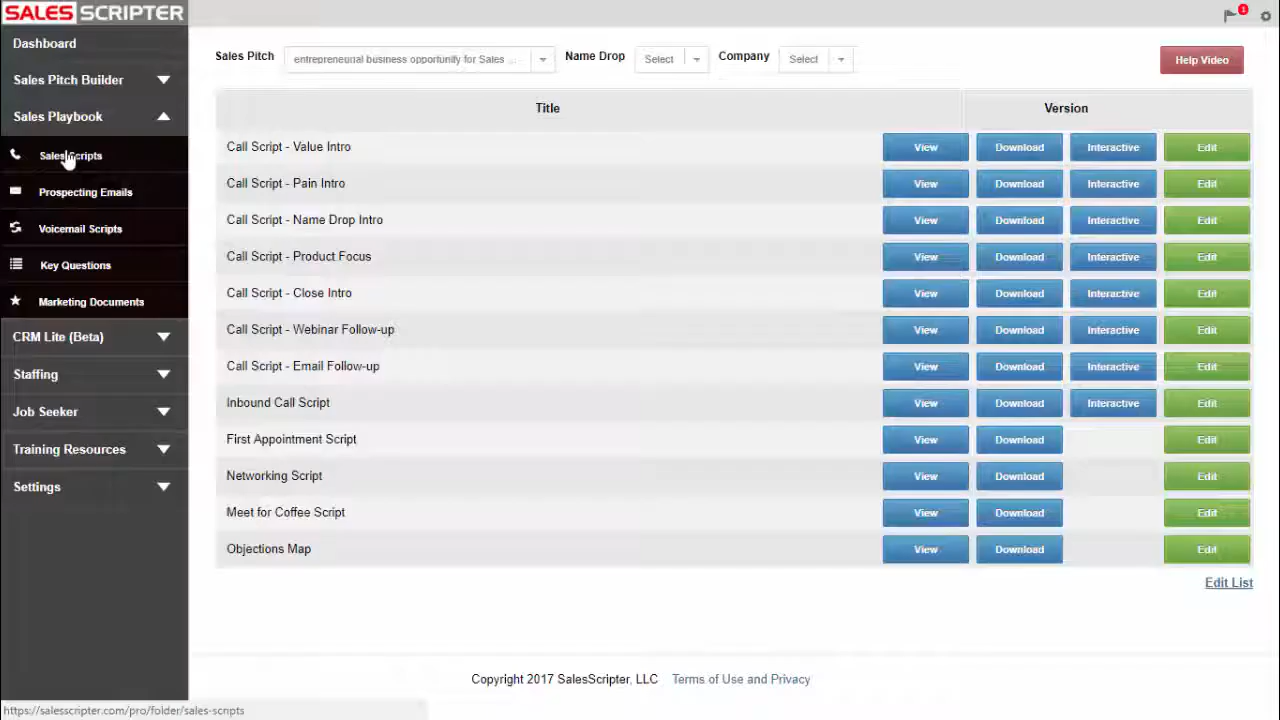 SALES SCRIPTER
1
Dashboard
Sales Pitch Builder
Sales Playbook
Sales Scripts
Prospecting Emails
Voicemail Scripts
Key Questions
Marketing Documents
CRM Lite (Beta)
Staffing
Job Seeker
Training Resources
Settings
Sales Pitch entrepreneurial business opportunity for Sales ... Name Drop Select Company Select Help Video
Title Version
Call Script - Value Intro View Download Interactive Edit
Call Script - Pain Intro View Download Interactive Edit
Call Script - Name Drop Intro View Download Interactive Edit
Call Script - Product Focus View Download Interactive Edit
Call Script - Close Intro View Download Interactive Edit
Call Script - Webinar Follow-up View Download Interactive Edit
Call Script - Email Follow-up View Download Interactive Edit
Inbound Call Script View Download Interactive Edit
First Appointment Script View Download Edit
Networking Script View Download Edit
Meet for Coffee Script View Download Edit
Objections Map View Download Edit
Edit List
Copyright 2017 SalesScripter, LLC Terms of Use and Privacy
https://salesscripter.com/pro/folder/sales-scripts